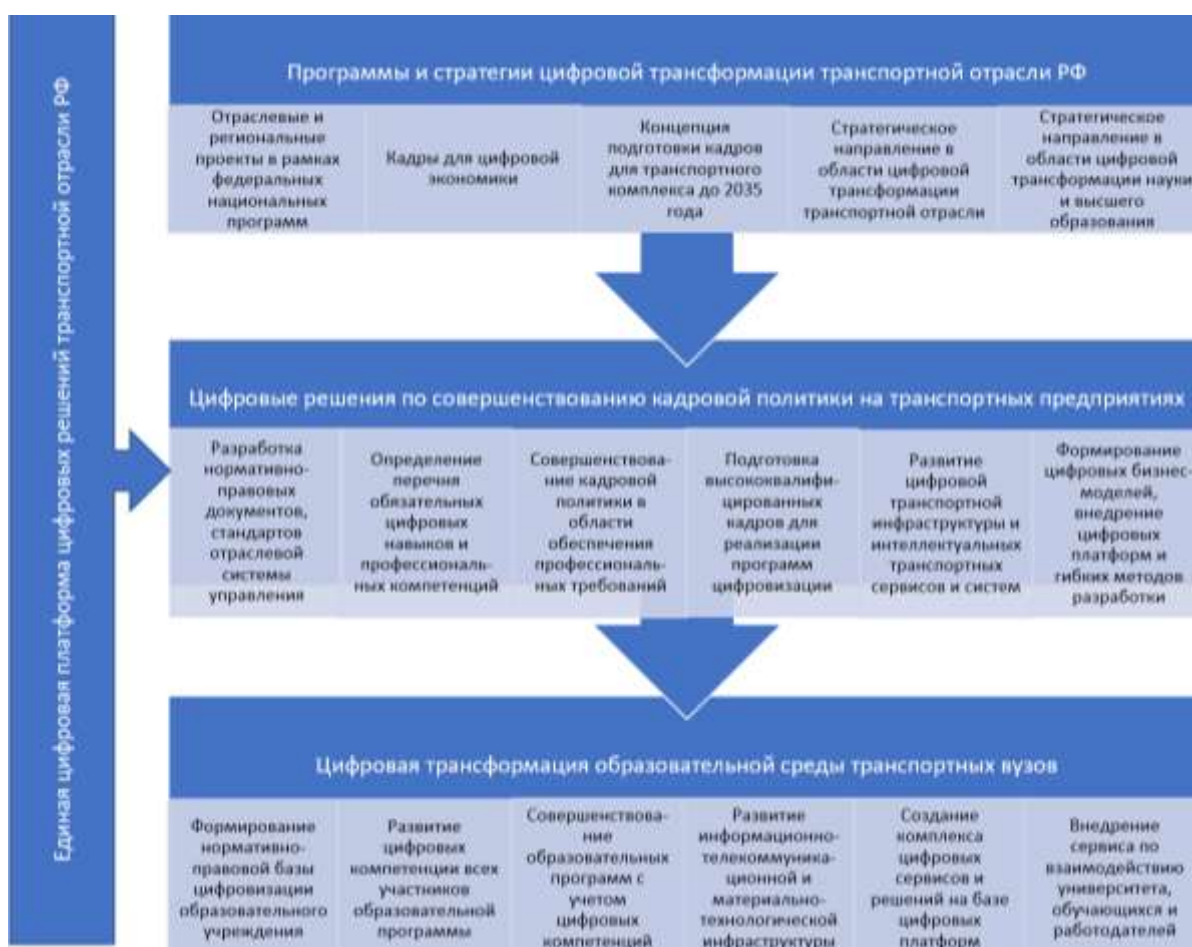 Единая цифровая платформа цифровых решений транспортной отрасли РФ
Программы и стратегии цифровой трансформации транспортной отрасли РФ
Отраслевые и
региональные
проекты в рамках
федеральных
национальных
программ
Кадры для цифровой
экономики
Концепция
подготовки кадров
для транспортного
комплекса до 2035
года
Стратегическое
направление в
области цифровой
трансформации
транспортной отрасли
Стратегическое
направление в
области цифровой
трансформации науки
и высшего
образования
Цифровые решения по совершенствованию кадровой политики на транспортных предприятиях
Разработка
нормативно-
правовых
документов,
стандартов
отраслевой
системы
управления
Определение
перечня
обязательных
цифровых
навыков и
профессиональ-
ных компетенций
Совершенствова-
ние кадровой
политики в
области
обеспечения
профессиональ-
ных требований
Подготовка
высококвалифи-
цированных
кадров для
реализации
программ
цифровизации
Развитие
цифровой
транспортной
инфраструктуры и
интеллектуальных
транспортных
сервисов и систем
Формирование
цифровых бизнес-
моделей,
внедрение
цифровых
платформ и
гибких методов
разработки
Цифровая трансформация образовательной среды транспортных вузов
Формирование
нормативно-
правовой базы
цифровизации
образовательного
учреждения
Развитие
цифровых
компетенции всех
участников
образовательной
программы
Совершенствова-
ние
образовательных
программ с
учетом
цифровых
компетенций
Развитие
информационно-
телекоммуника-
ционной и
материально-
технологической
инфраструктуры
Создание
комплекса
цифровых
сервисов и
решений на базе
цифровых
платформ
Внедрение
сервиса по
взаимодействию
университета,
обучающихся и
работодателей